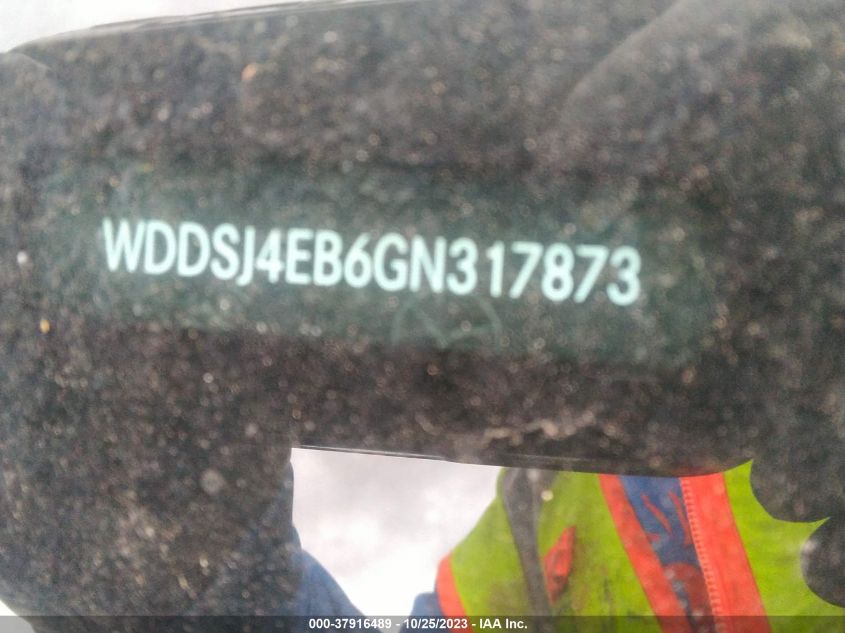 WDDSJ4EB6GN317873
000-37916489 - 10/25/2023 - IAA Inc.